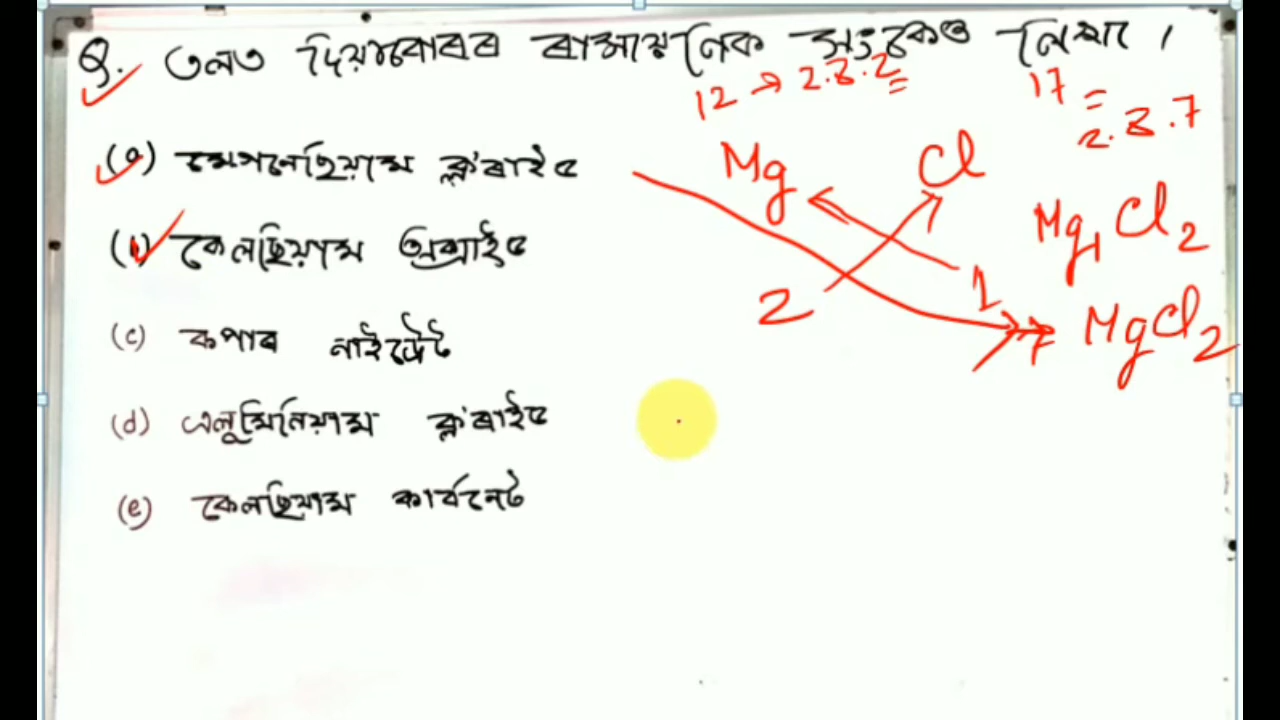 Q. তলত দিয়াবোৰৰ ৰাসায়নিক সংকেত লিখা ।
12 → 2.8.2
17 = 2.8.7
(a) মেগনেছিয়াম ক্ল'ৰাইড
Mg Cl
2 1
Mg1Cl2
→ MgCl2
(b) কেলছিয়াম অক্সাইড
(c) কপাৰ নাইট্ৰেট
(d) এলুমিনিয়াম ক্ল'ৰাইড
(e) কেলছিয়াম কাৰ্বনেট